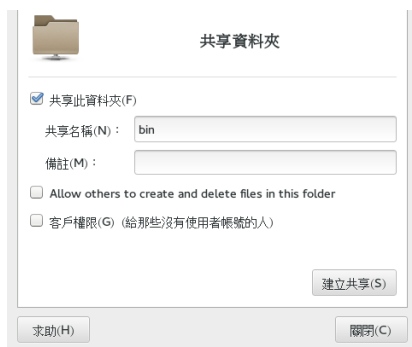 共享資料夾
共享此資料夾(F)
共享名稱(N)：
bin
備註(M)：
Allow others to create and delete files in this folder
客戶權限(G) (給那些沒有使用者帳號的人)
建立共享(S)
求助(H)
關閉(C)